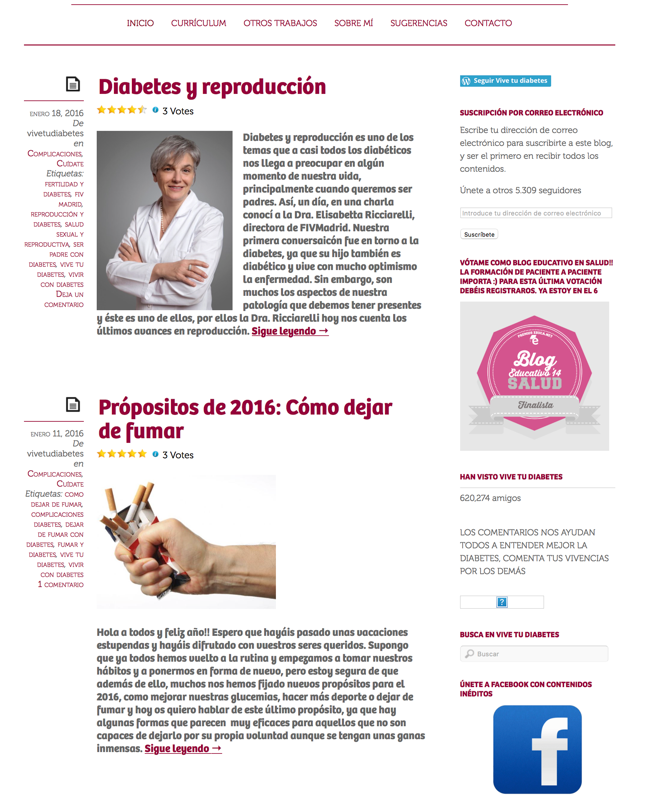 INICIO CURRÍCULUM OTROS TRABAJOS SOBRE MÍ SUGERENCIAS CONTACTO
ENERO 18, 2016
De
vivetudiabetes
en
COMPLICACIONES,
CUÍDATE
Etiquetas:
FERTILIDAD Y
DIABETES, FIV
MADRID,
REPRODUCCIÓN Y
DIABETES, SALUD
SEXUAL Y
REPRODUCTIVA, SER
PADRE CON
DIABETES, VIVE TU
DIABETES, VIVIR
CON DIABETES
DEJA UN
COMENTARIO
Diabetes y reproducción
3 Votes
Diabetes y reproducción es uno de los
temas que a casi todos los diabéticos
nos llega a preocupar en algún
momento de nuestra vida,
principalmente cuando queremos ser
padres. Así, un día, en una charla
conocí a la Dra. Elisabetta Ricciarelli,
directora de FIVMadrid. Nuestra
primera conversaicón fue en torno a la
diabetes, ya que su hijo también es
diabético y vive con mucho optimismo
la enfermedad. Sin embargo, son
muchos los aspectos de nuestra
patología que debemos tener presentes
y éste es uno de ellos, por ellos la Dra. Ricciarelli hoy nos cuenta los
últimos avances en reproducción. Sigue leyendo →
ENERO 11, 2016
De
vivetudiabetes
en
COMPLICACIONES,
CUÍDATE
Etiquetas: COMO
DEJAR DE FUMAR,
COMPLICACIONES
DIABETES, DEJAR
DE FUMAR CON
DIABETES, FUMAR Y
DIABETES, VIVE TU
DIABETES, VIVIR
CON DIABETES
1 COMENTARIO
Própositos de 2016: Cómo dejar
de fumar
3 Votes
Hola a todos y feliz año!! Espero que hayáis pasado unas vacaciones
estupendas y hayáis difrutado con vuestros seres queridos. Supongo
que ya todos hemos vuelto a la rutina y empezamos a tomar nuestros
hábitos y a ponermos en forma de nuevo, pero estoy segura de que
además de ello, muchos nos hemos fijado nuevos propósitos para el
2016, como mejorar nuestras glucemias, hacer más deporte o dejar de
fumar y hoy os quiero hablar de este último propósito, ya que hay
algunas formas que parecen muy eficaces para aquellos que no son
capaces de dejarlo por su propia voluntad aunque se tengan unas ganas
inmensas. Sigue leyendo →
Seguir Vive tu diabetes
SUSCRIPCIÓN POR CORREO ELECTRÓNICO
Escribe tu dirección de correo
electrónico para suscribirte a este blog,
y ser el primero en recibir todos los
contenidos.
Únete a otros 5.309 seguidores
Introduce tu dirección de correo electrónico
Suscríbete
VÓTAME COMO BLOG EDUCATIVO EN SALUD!!
LA FORMACIÓN DE PACIENTE A PACIENTE
IMPORTA :) PARA ESTA ÚLTIMA VOTACIÓN
DEBÉIS REGISTRAROS. YA ESTOY EN EL 6
Blog
Educativo'14
SALUD
Finalista
HAN VISTO VIVE TU DIABETES
620,274 amigos
LOS COMENTARIOS NOS AYUDAN
TODOS A ENTENDER MEJOR LA
DIABETES, COMENTA TUS VIVENCIAS
POR LOS DEMÁS
?
BUSCA EN VIVE TU DIABETES
Buscar
ÚNETE A FACEBOOK CON CONTENIDOS
INÉDITOS
f